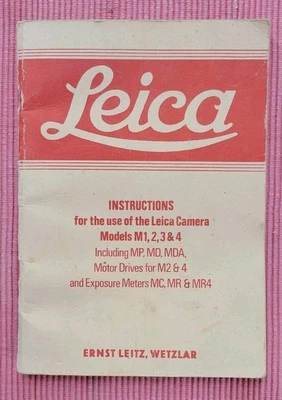 Leica
INSTRUCTIONS
for the use of the Leica Camera
Models M1, 2, 3 & 4
Including MP, MD, MDA,
Motor Drives for M2 & 4
and Exposure Meters MC, MR & MR4
ERNST LEITZ, WETZLAR